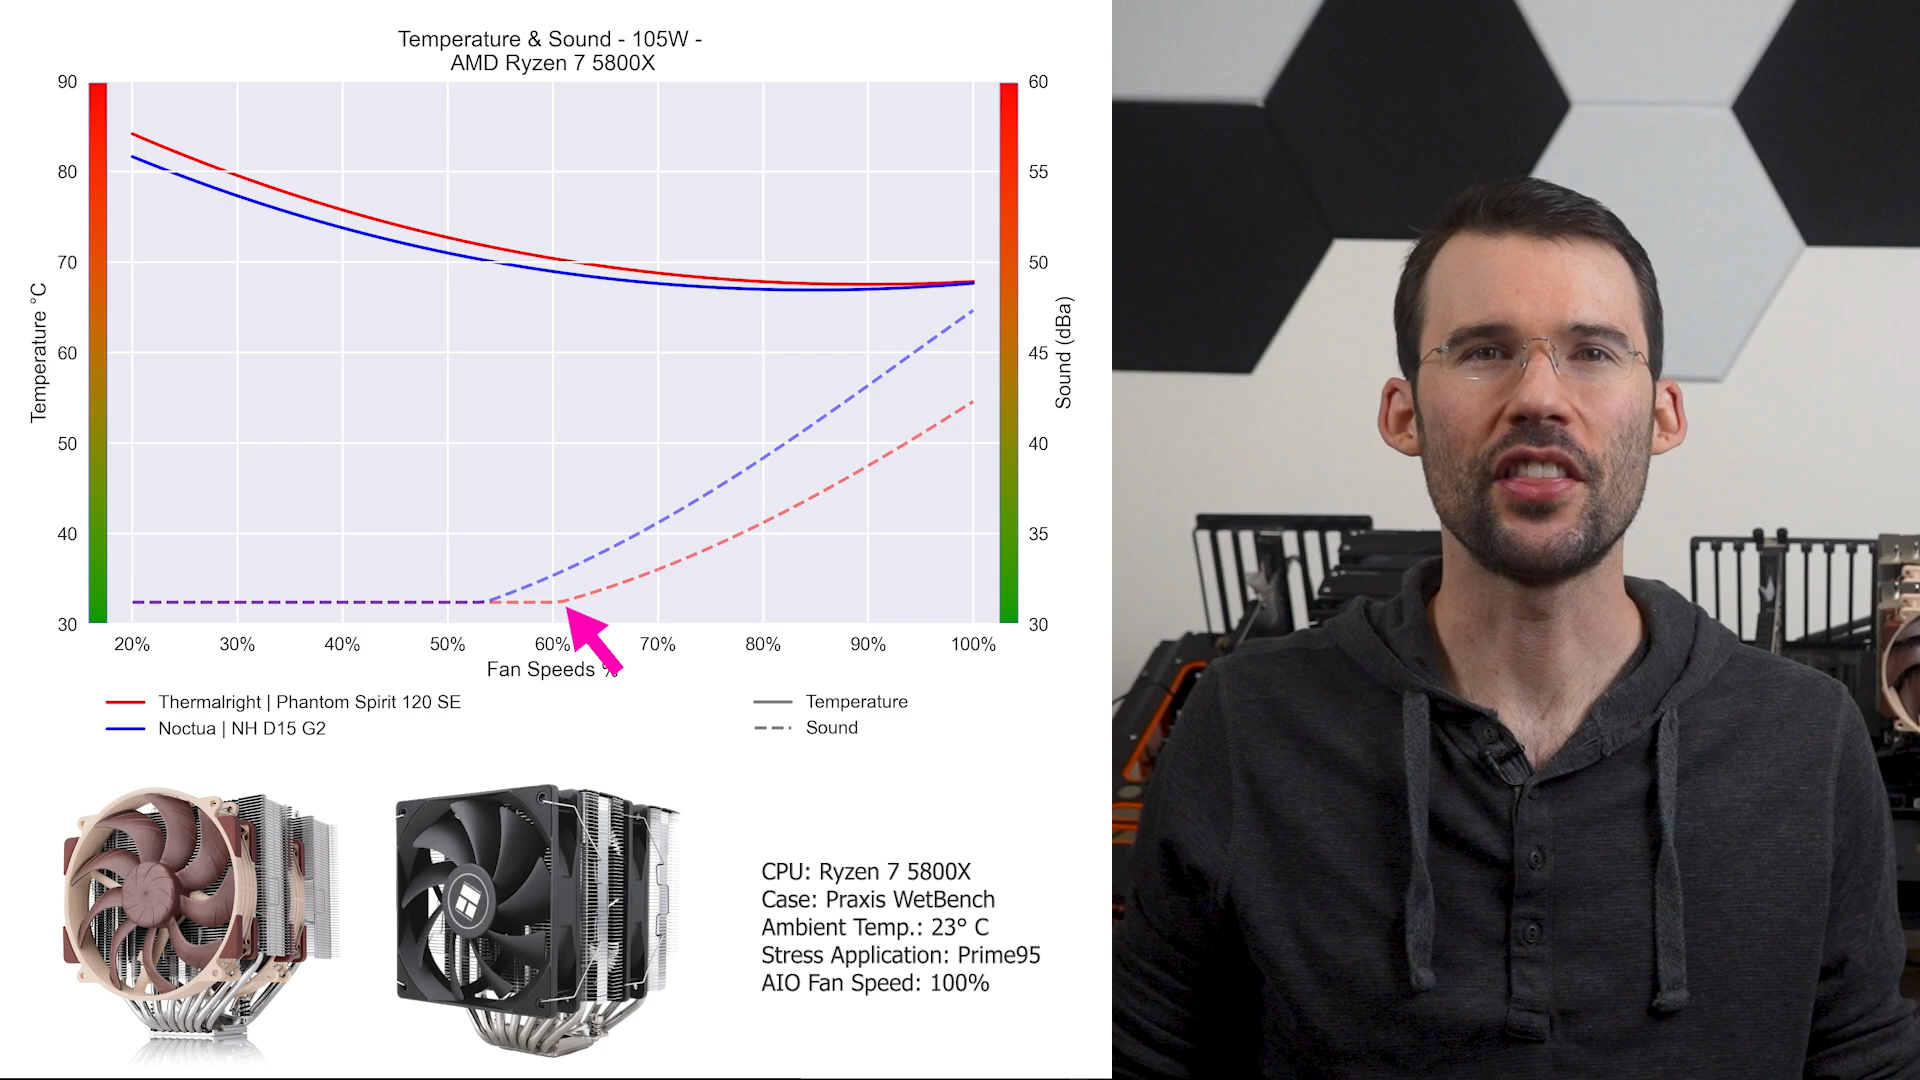 Temperature & Sound - 105W -
AMD Ryzen 7 5800X
90
80
70
60
50
40
30
Temperature °C
60
55
50
45
40
35
30
Sound (dBa)
20%
30%
40%
50%
60%
70%
80%
90%
100%
Fan Speeds %
Thermalright | Phantom Spirit 120 SE
Noctua | NH D15 G2
Temperature
Sound
CPU: Ryzen 7 5800X
Case: Praxis WetBench
Ambient Temp.: 23° C
Stress Application: Prime95
AIO Fan Speed: 100%